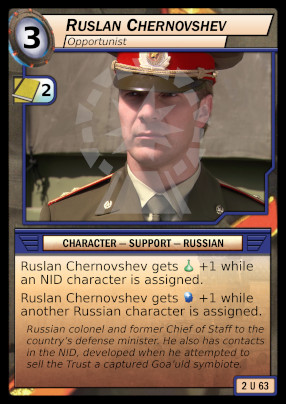 3
RUSLAN CHERNOVSHEV
Opportunist
2
CHARACTER – SUPPORT – RUSSIAN
Ruslan Chernovshev gets +1 while
an NID character is assigned.
Ruslan Chernovshev gets +1 while
another Russian character is assigned.
Russian colonel and former Chief of Staff to the
country's defense minister. He also has contacts
in the NID, developed when he attempted to
sell the Trust a captured Goa'uld symbiote.
2 U 63